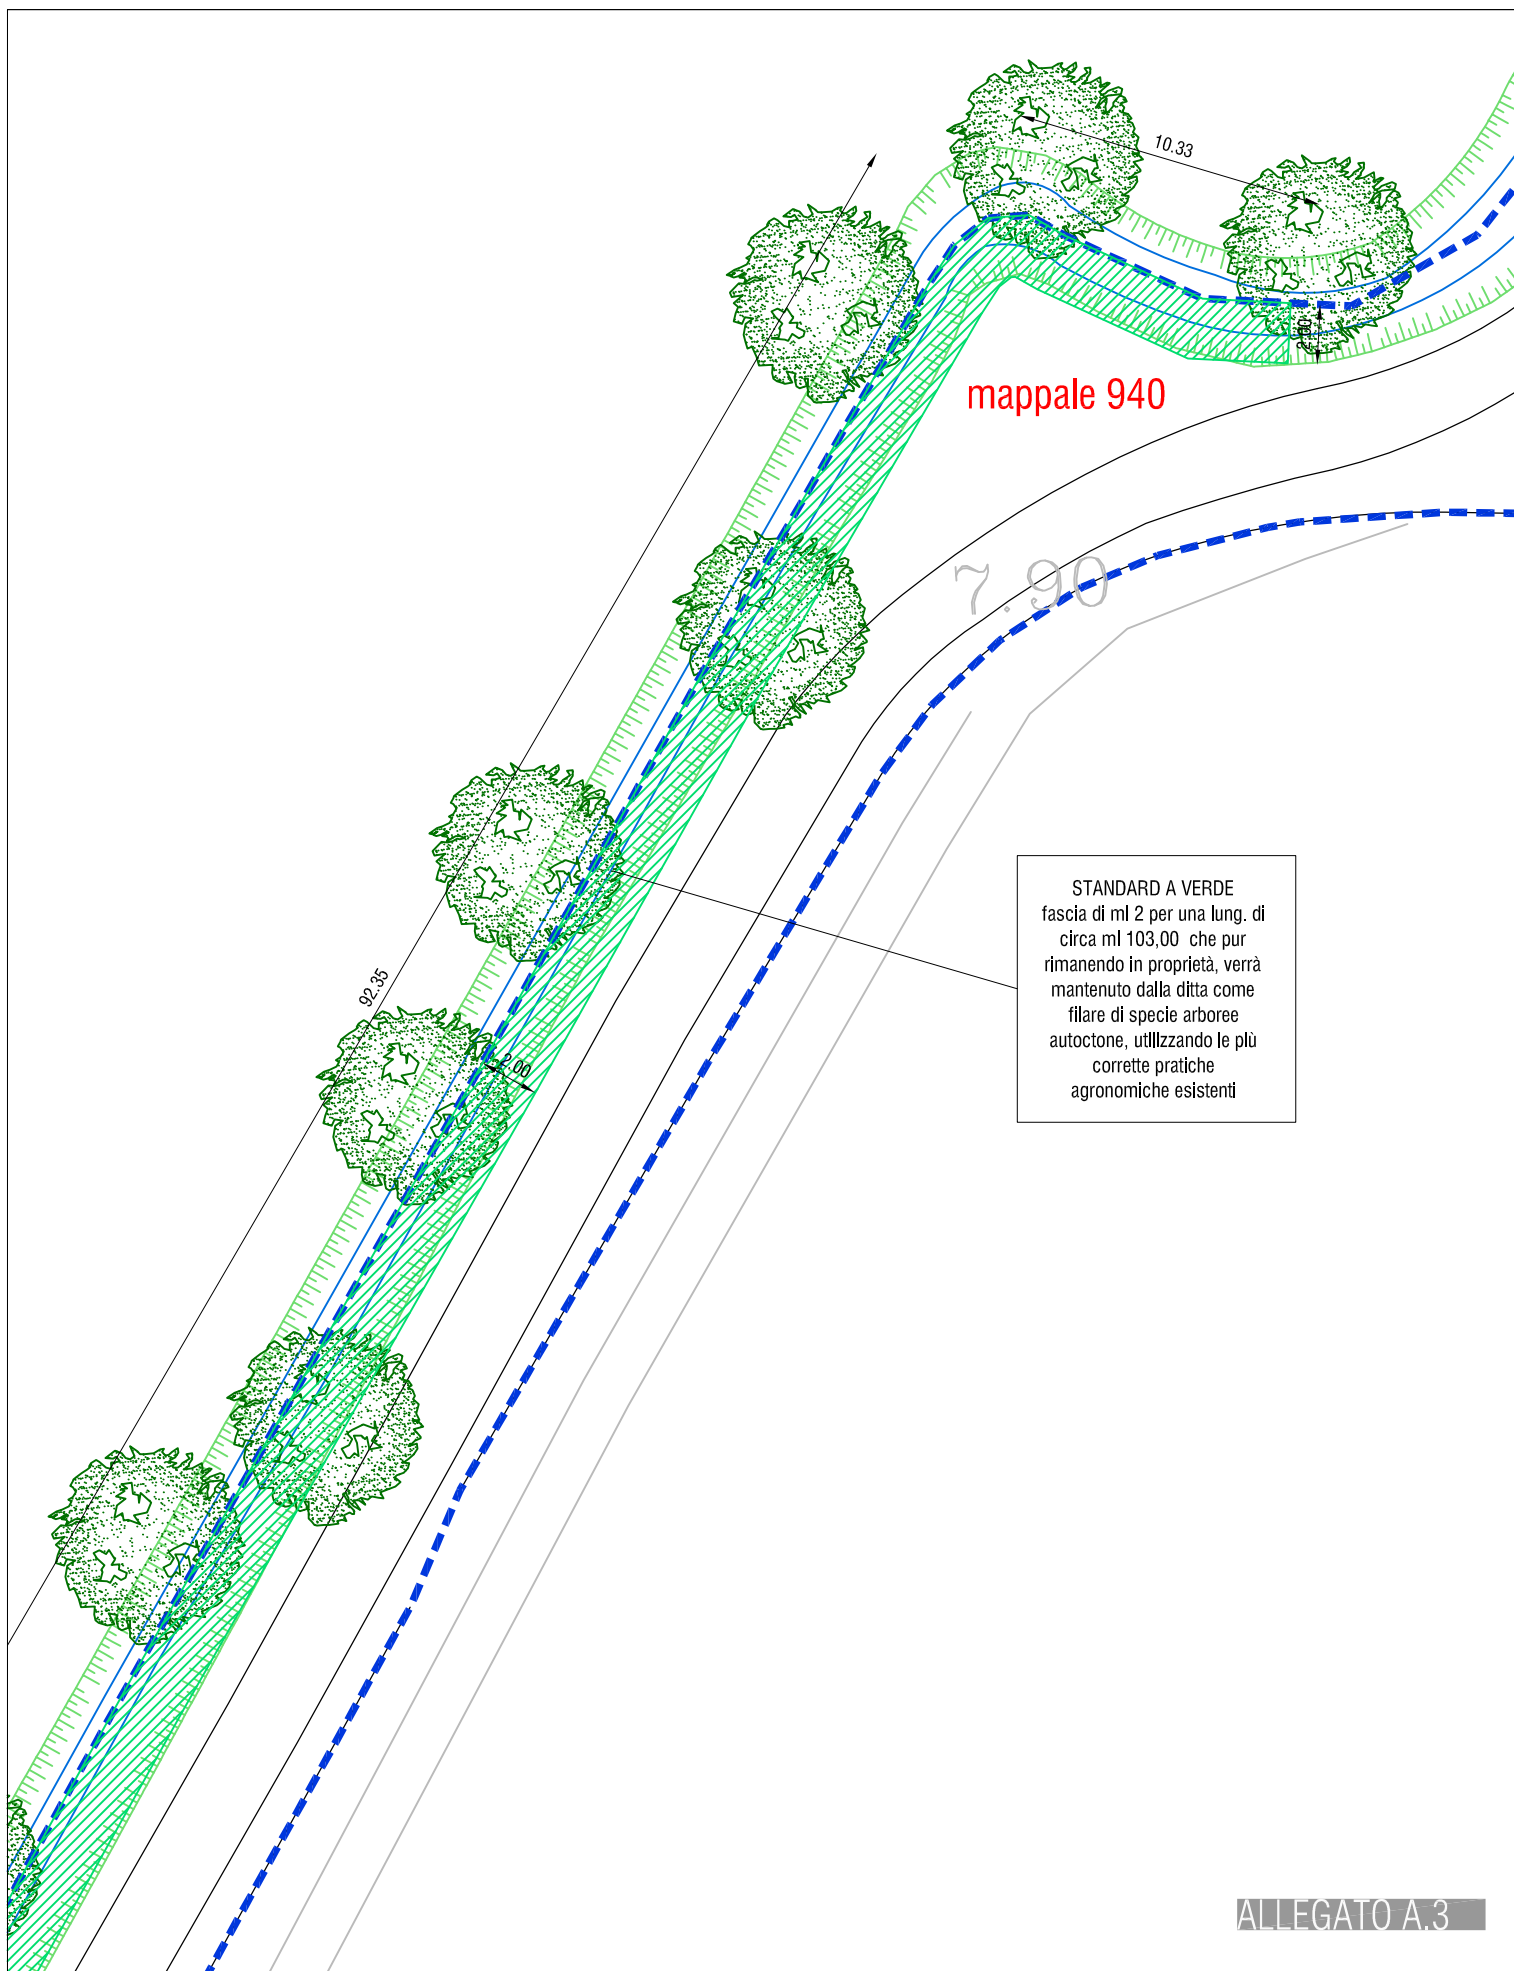 10.33
2.00
mappale 940
7.90
STANDARD A VERDE
fascia di ml 2 per una lung. di
circa ml 103,00 che pur
rimanendo in proprietà, verrà
mantenuto dalla ditta come
filare di specie arboree
autoctone, utilizzando le più
corrette pratiche
agronomiche esistenti
92.35
2.00
ALLEGATO A.3